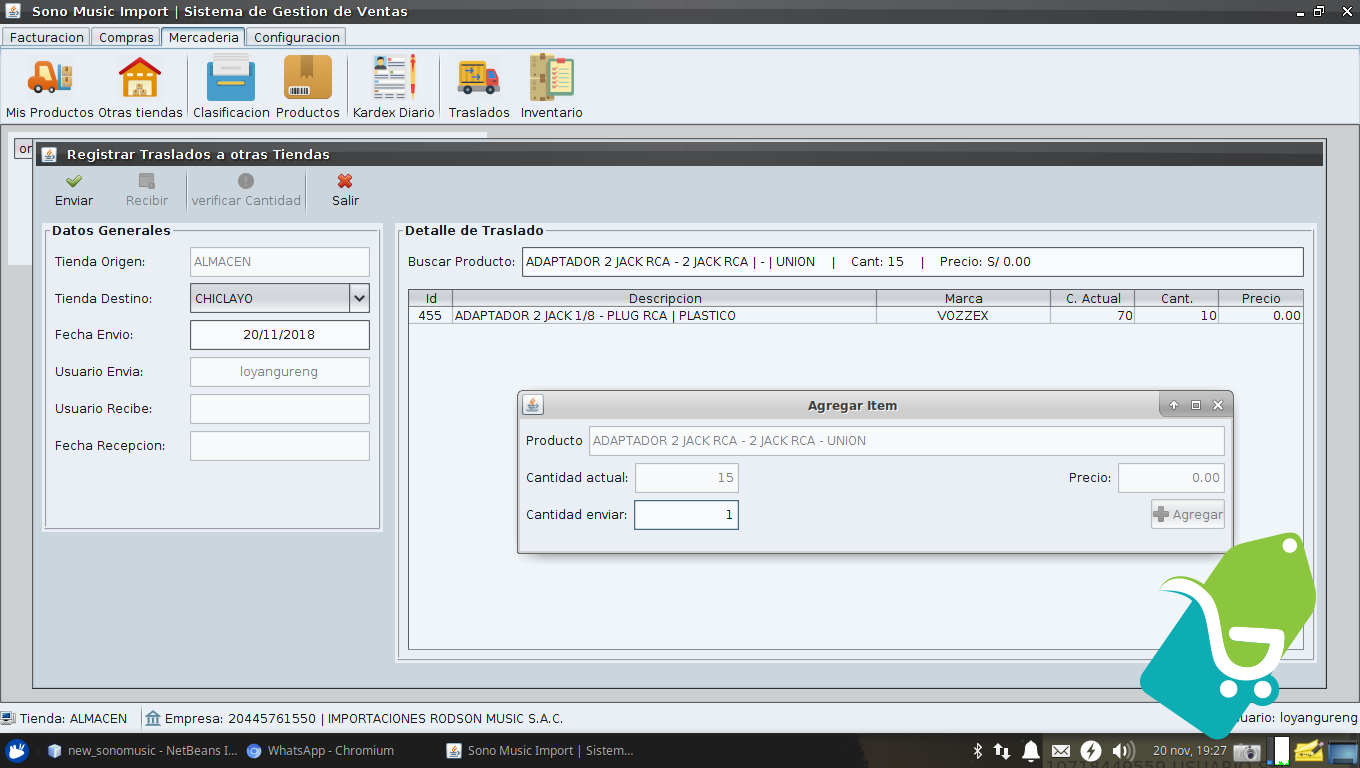 Sono Music Import | Sistema de Gestion de Ventas
Facturacion Compras Mercaderia Configuracion
Mis Productos Otras tiendas Clasificacion Productos Kardex Diario Traslados Inventario
or
Registrar Traslados a otras Tiendas
Enviar Recibir verificar Cantidad Salir
Datos Generales
Tienda Origen: ALMACEN
Tienda Destino: CHICLAYO
Fecha Envio: 20/11/2018
Usuario Envia: loyangureng
Usuario Recibe:
Fecha Recepcion:
Detalle de Traslado
Buscar Producto: ADAPTADOR 2 JACK RCA - 2 JACK RCA | - | UNION | Cant: 15 | Precio: S/ 0.00
Id Descripcion Marca C. Actual Cant. Precio
455 ADAPTADOR 2 JACK 1/8 - PLUG RCA | PLASTICO VOZZEX 70 10 0.00
Agregar Item
Producto ADAPTADOR 2 JACK RCA - 2 JACK RCA - UNION
Cantidad actual: 15 Precio: 0.00
Cantidad enviar: 1 Agregar
Tienda: ALMACEN Empresa: 20445761550 | IMPORTACIONES RODSON MUSIC S.A.C. uario: loyangureng
new_sonomusic - NetBeans I... WhatsApp - Chromium Sono Music Import | Sistem... 20 nov, 19:27